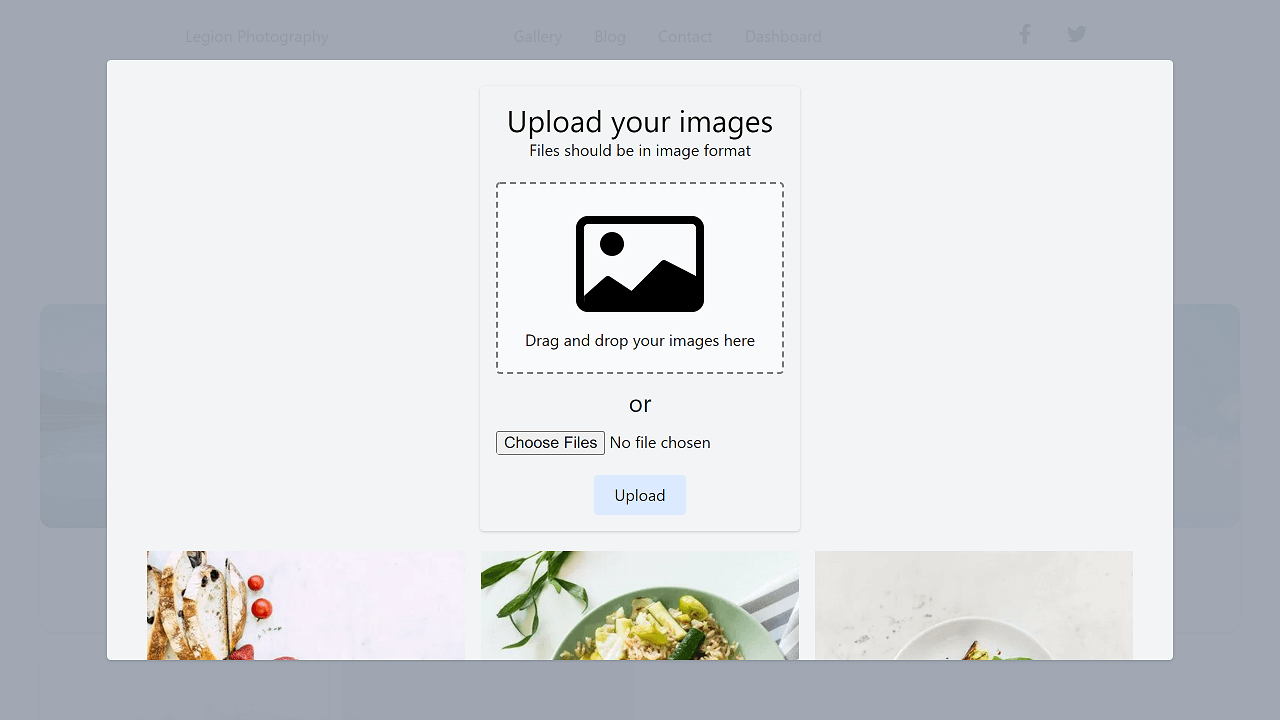 Legion Photography Gallery Blog Contact Dashboard
Upload your images
Files should be in image format
Drag and drop your images here
or
Choose Files No file chosen
Upload